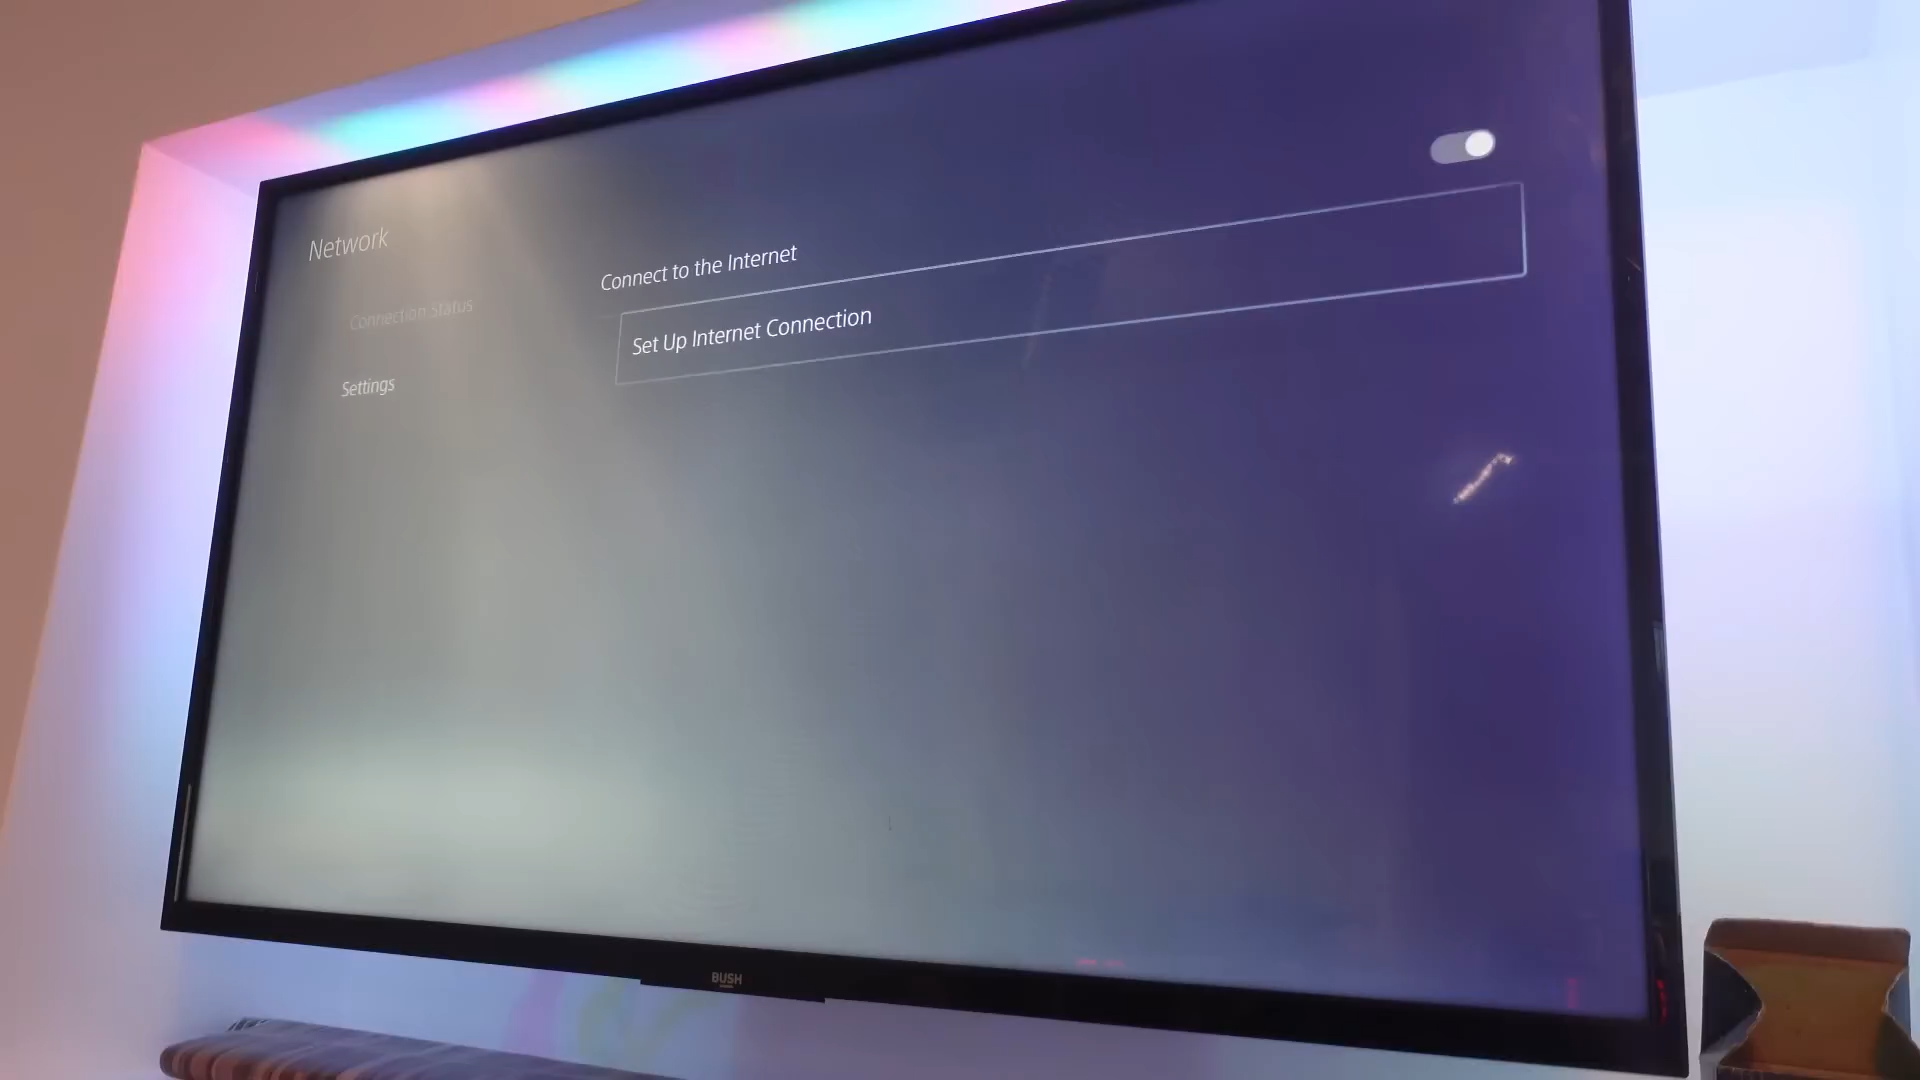 Network
Connection Status
Settings
Connect to the Internet
Set Up Internet Connection
BUSH